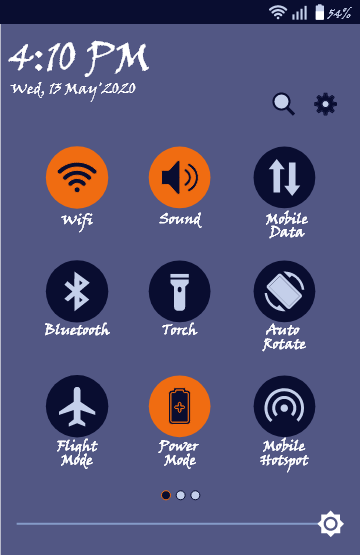 54%
4:10 PM
Wed, 13 May'2020
Wifi
Sound
Mobile
Data
Bluetooth
Torch
Auto
Rotate
Flight
Mode
Power
Mode
Mobile
Hotspot